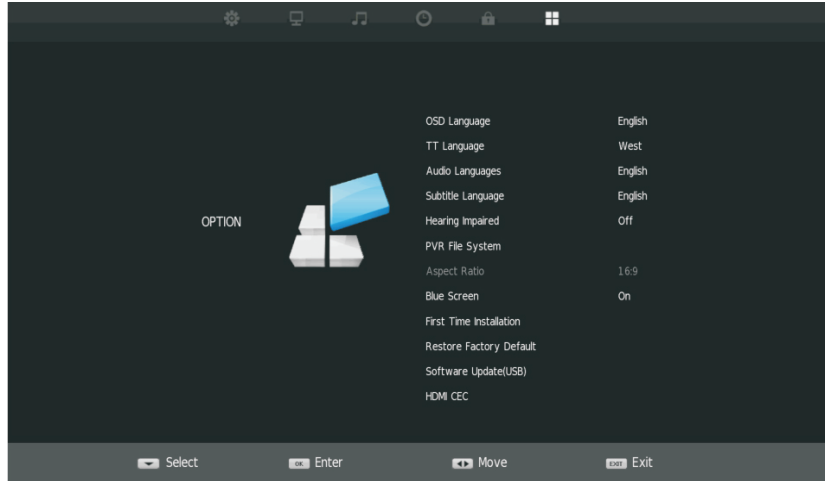 OSD Language English
TT Language West
Audio Languages English
Subtitle Language English
OPTION
Hearing Impaired Off
PVR File System
Aspect Ratio 16:9
Blue Screen On
First Time Installation
Restore Factory Default
Software Update(USB)
HDMI CEC
Select OK Enter Move EXIT Exit